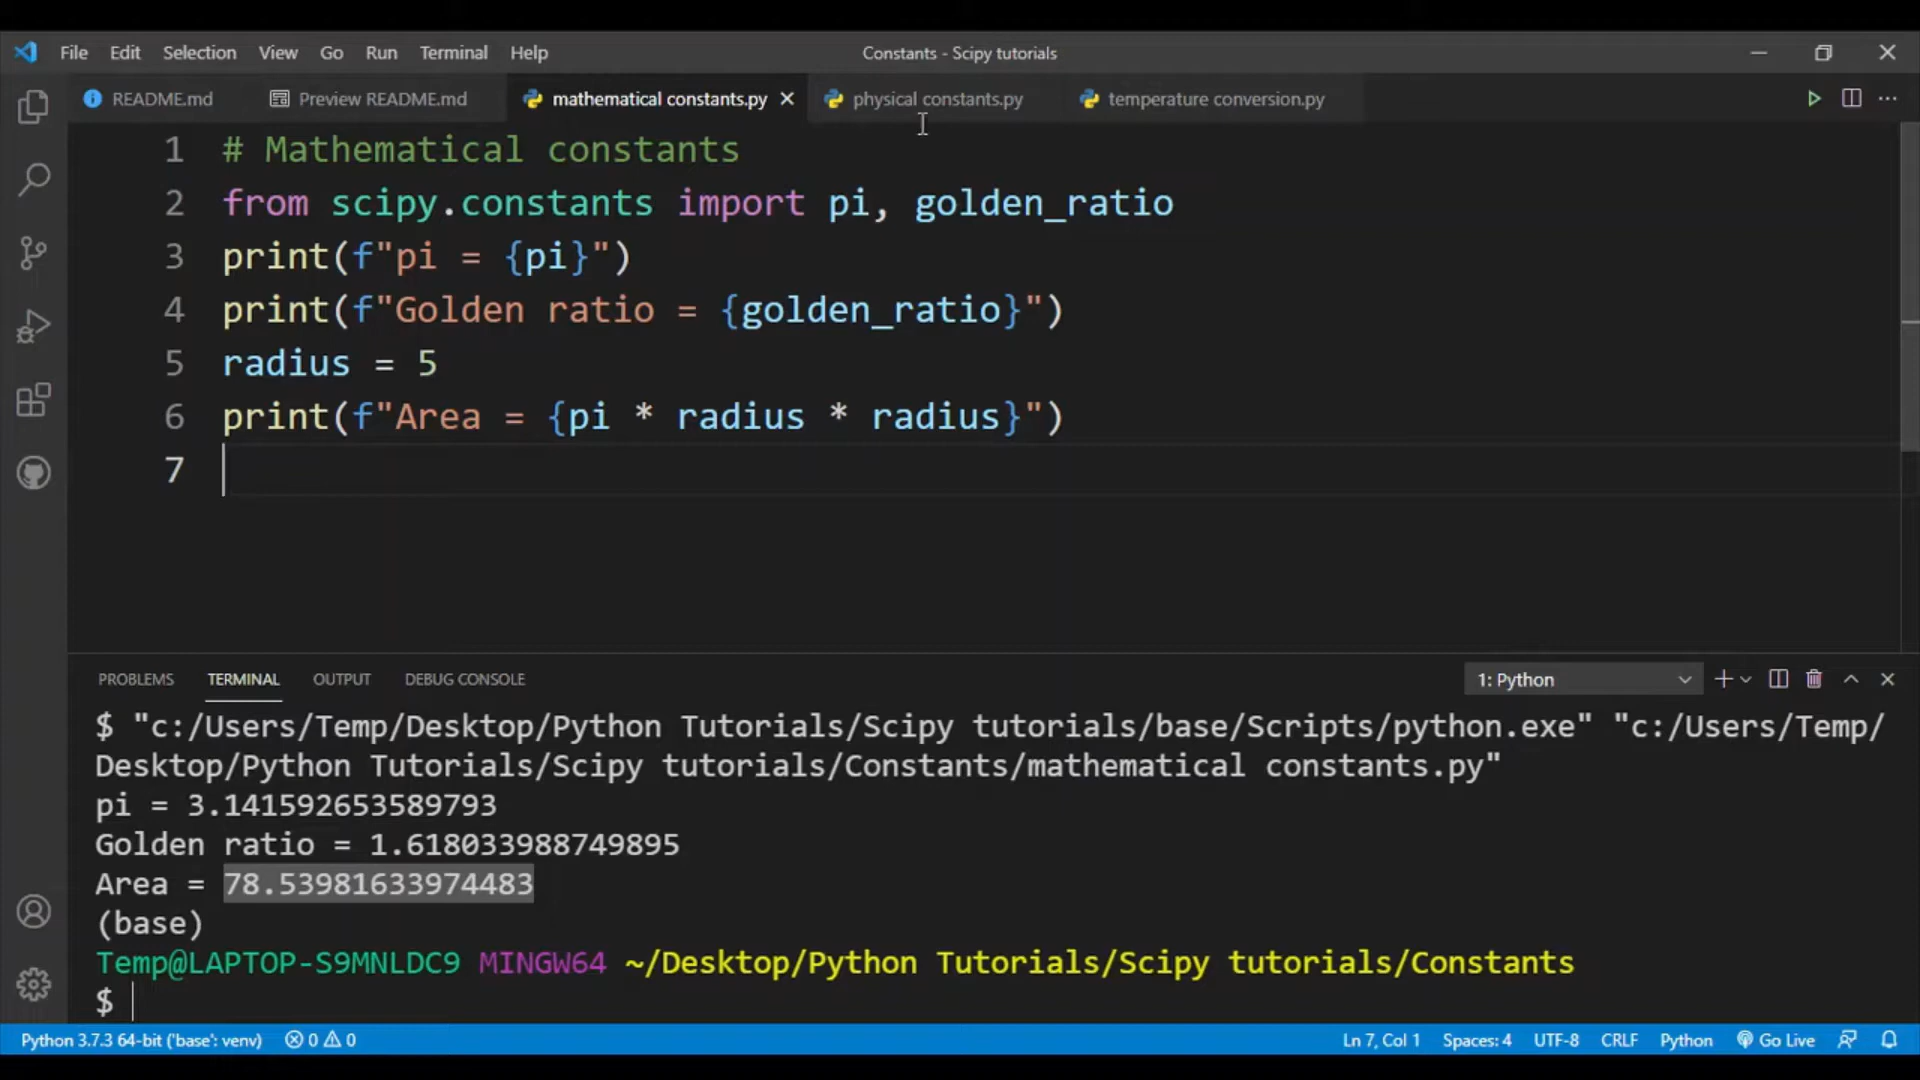 File Edit Selection View Go Run Terminal Help Constants - Scipy tutorials
README.md Preview README.md mathematical constants.py physical constants.py temperature conversion.py
1 # Mathematical constants
2 from scipy.constants import pi, golden_ratio
3 print(f"pi = {pi}")
4 print(f"Golden ratio = {golden_ratio}")
5 radius = 5
6 print(f"Area = {pi * radius * radius}")
7
PROBLEMS TERMINAL OUTPUT DEBUG CONSOLE 1: Python
$ "c:/Users/Temp/Desktop/Python Tutorials/Scipy tutorials/base/Scripts/python.exe" "c:/Users/Temp/
Desktop/Python Tutorials/Scipy tutorials/Constants/mathematical constants.py"
pi = 3.141592653589793
Golden ratio = 1.618033988749895
Area = 78.53981633974483
(base)
Temp@LAPTOP-S9MNLDC9 MINGW64 ~/Desktop/Python Tutorials/Scipy tutorials/Constants
$
Python 3.7.3 64-bit ('base': venv) 0 0 Ln 7, Col 1 Spaces: 4 UTF-8 CRLF Python Go Live